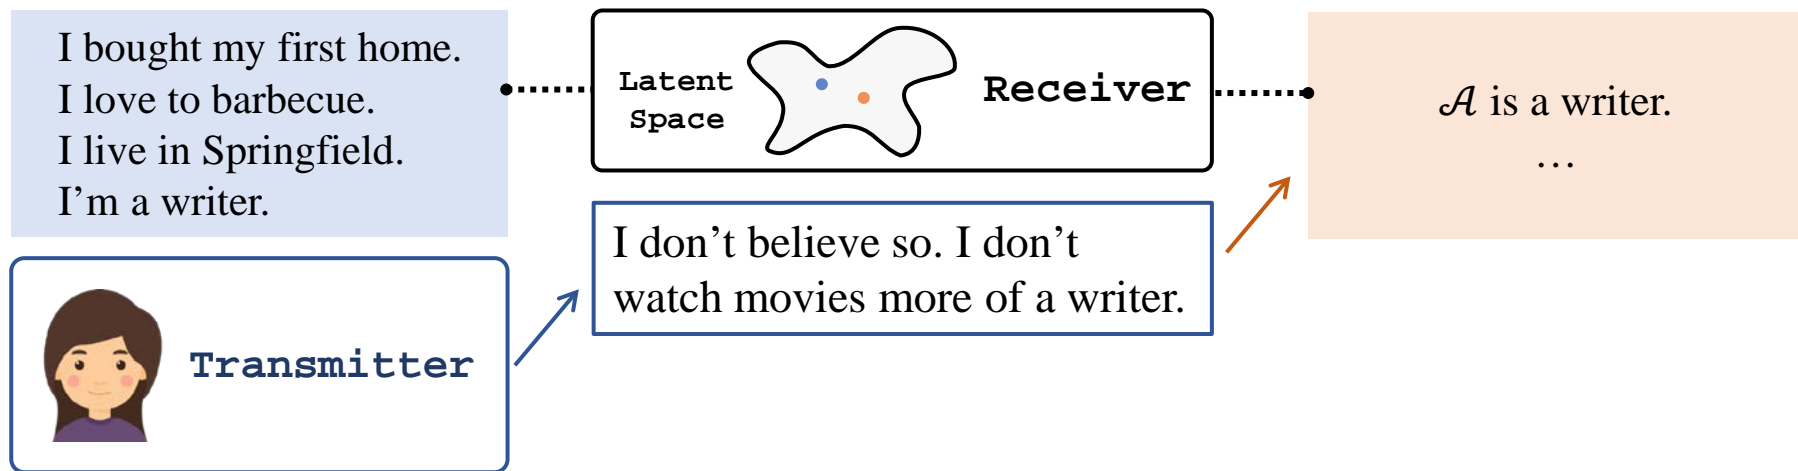 I bought my first home.
I love to barbecue.
I live in Springfield.
I’m a writer.
Latent
Space
Receiver
𝒜 is a writer.
…
I don’t believe so. I don’t
watch movies more of a writer.
Transmitter